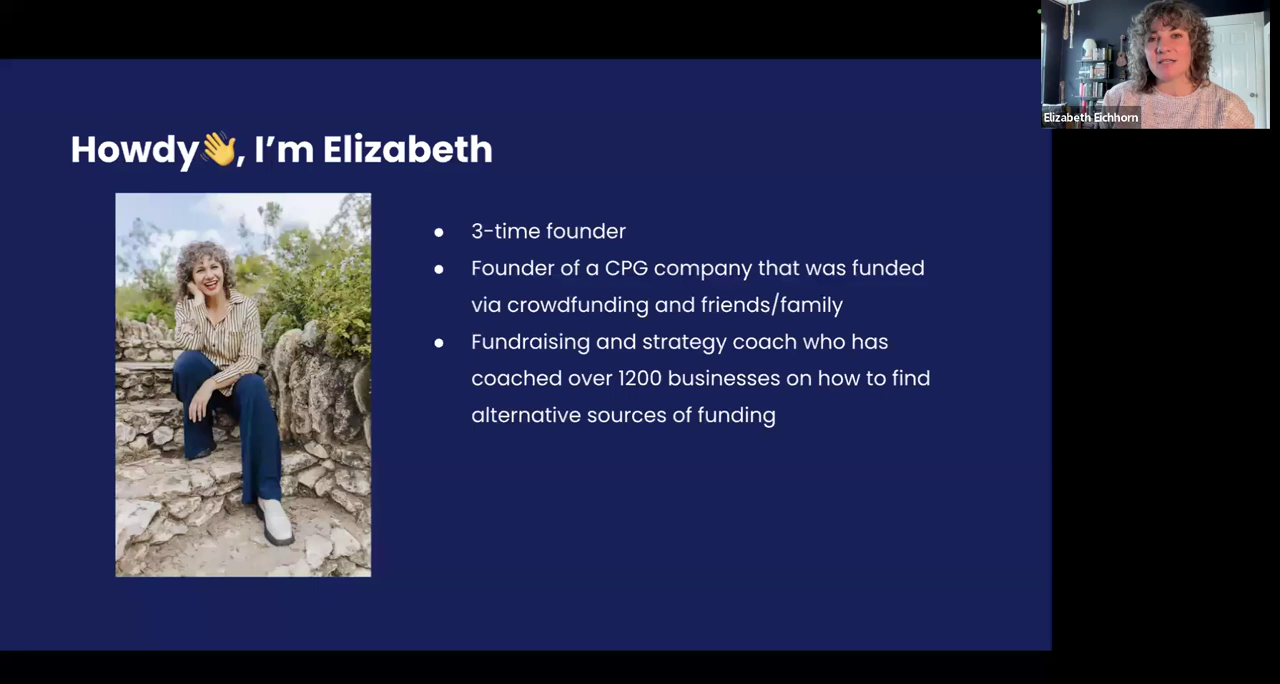 Howdy👋, I'm Elizabeth
3-time founder
Founder of a CPG company that was funded
via crowdfunding and friends/family
Fundraising and strategy coach who has
coached over 1200 businesses on how to find
alternative sources of funding
Elizabeth Eichhorn